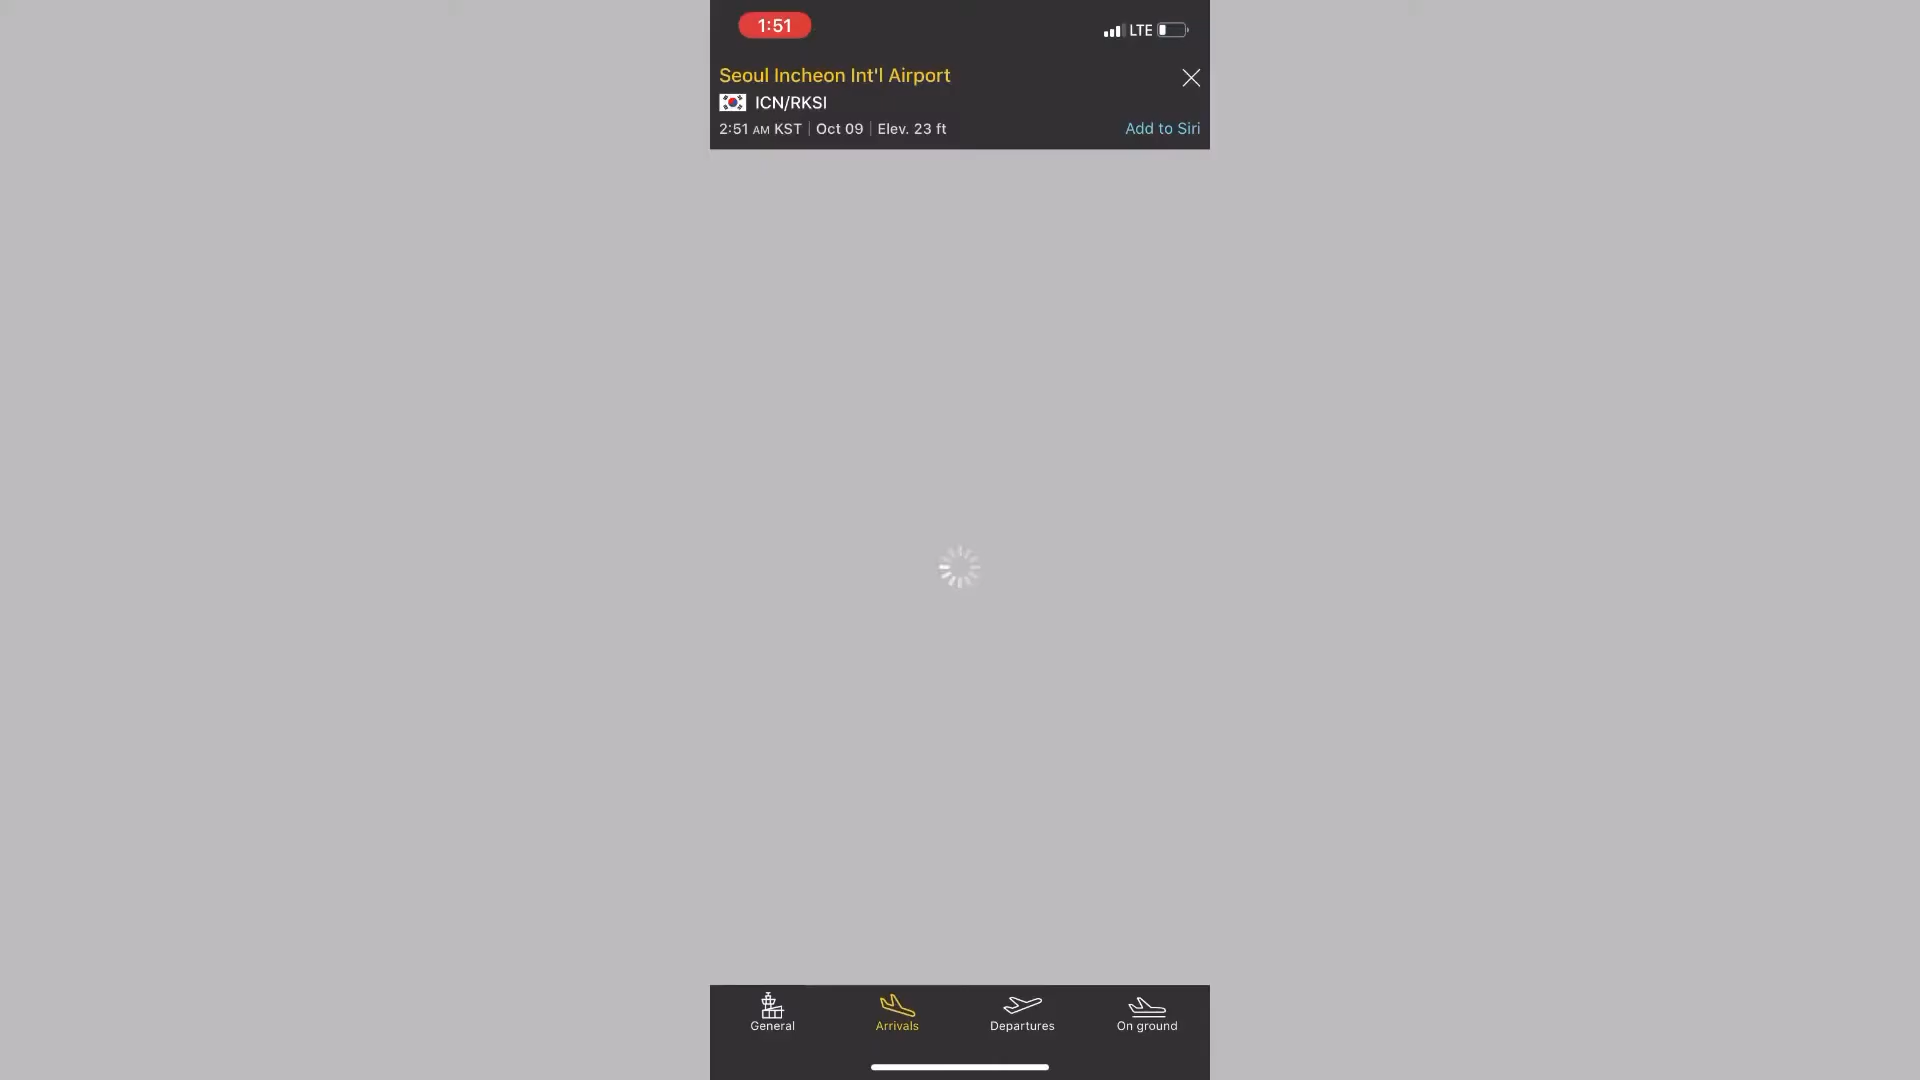 1:51
LTE
Seoul Incheon Int'l Airport
ICN/RKSI
2:51 AM KST | Oct 09 | Elev. 23 ft
Add to Siri
General
Arrivals
Departures
On ground